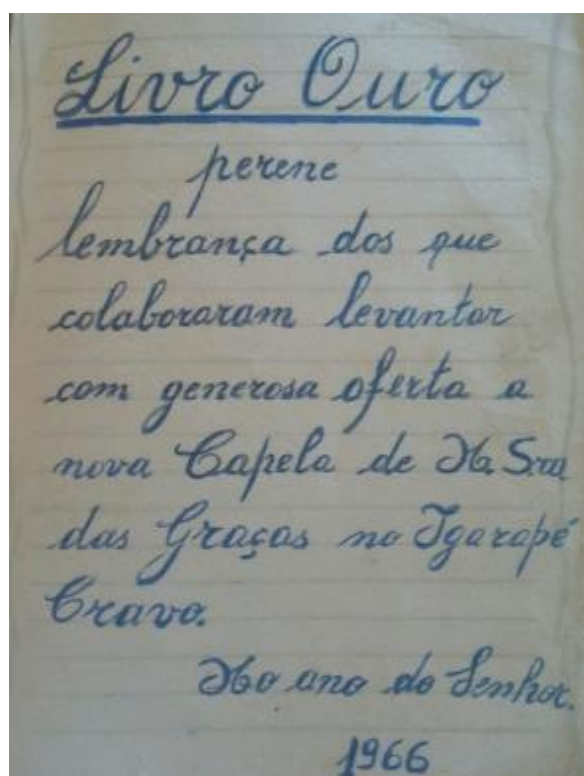 Livro Ouro
perene
lembrança dos que
colaboraram levantar
com generosa oferta a
nova Capela de N. Sra
das Graças no Igarapé
Cravo.
No ano do Senhor.
1966